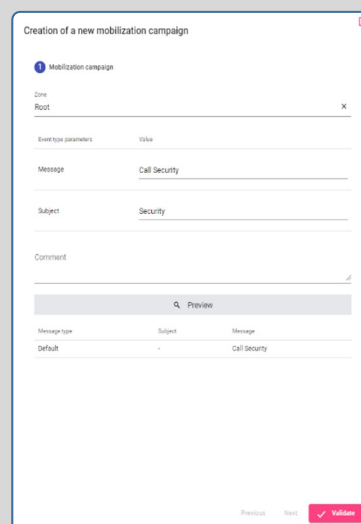 Creation of a new mobilization campaign
1 Mobilization campaign
Zone
Root
Event type parameters Value
Message Call Security
Subject Security
Comment
Preview
Message type Subject Message
Default - Call Security
Previous Next Validate